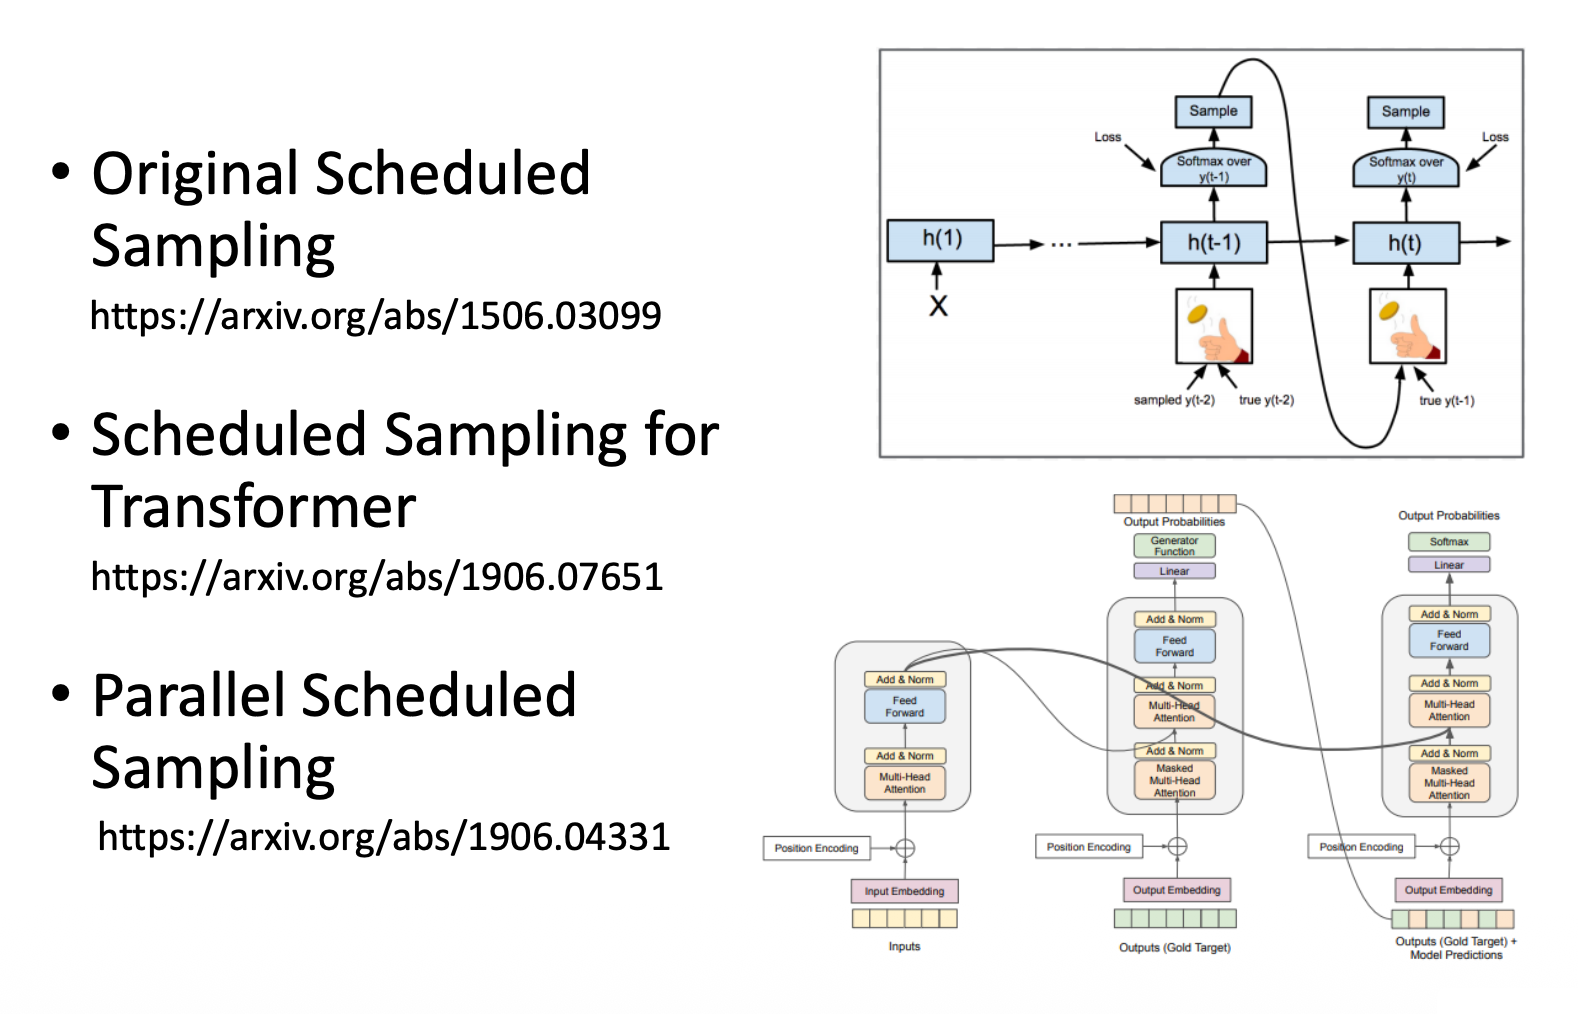 • Original Scheduled
Sampling
https://arxiv.org/abs/1506.03099
• Scheduled Sampling for
Transformer
https://arxiv.org/abs/1906.07651
• Parallel Scheduled
Sampling
https://arxiv.org/abs/1906.04331
Sample
Sample
Loss
Loss
Softmax over
y(t-1)
Softmax over
y(t)
h(1)
...
h(t-1)
h(t)
X
sampled y(t-2)
true y(t-2)
true y(t-1)
Inputs
Input Embedding
Position Encoding
Multi-Head
Attention
Add & Norm
Feed
Forward
Add & Norm
Output Probabilities
Generator
Function
Linear
Add & Norm
Feed
Forward
Add & Norm
Multi-Head
Attention
Add & Norm
Masked
Multi-Head
Attention
Position Encoding
Output Embedding
Outputs (Gold Target)
Output Probabilities
Softmax
Linear
Add & Norm
Feed
Forward
Add & Norm
Multi-Head
Attention
Add & Norm
Masked
Multi-Head
Attention
Position Encoding
Output Embedding
Outputs (Gold Target) +
Model Predictions